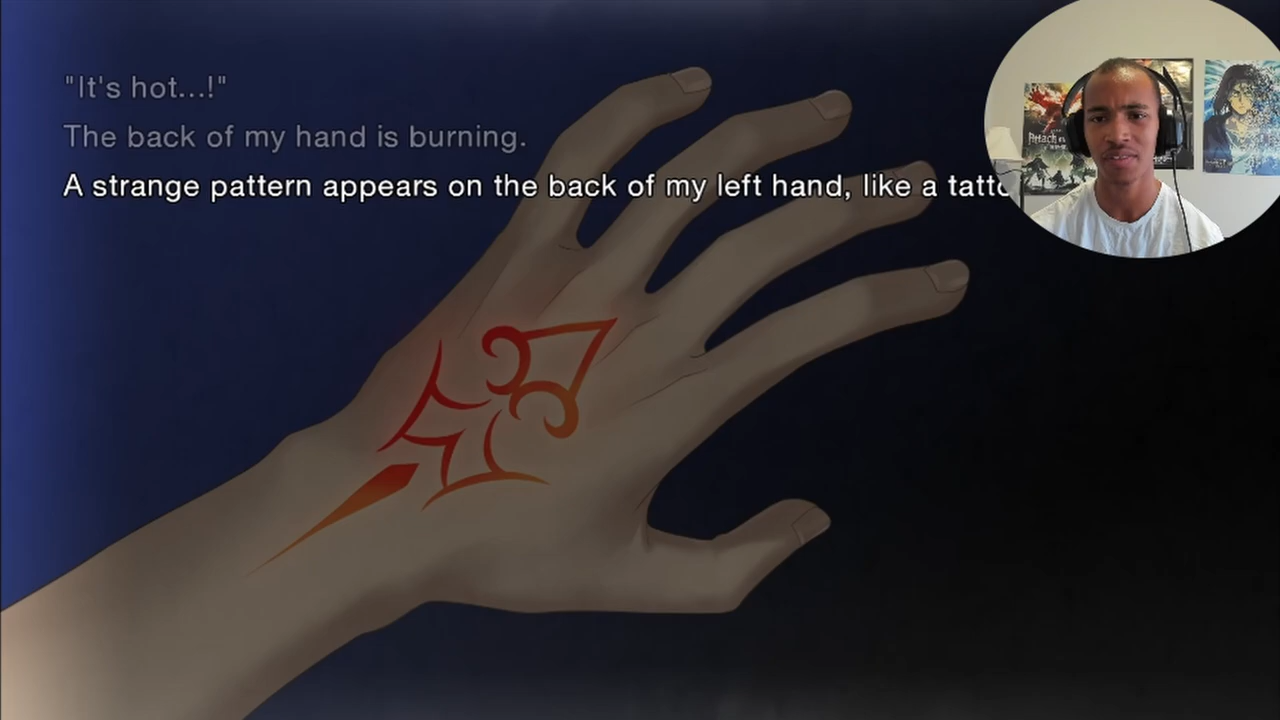 "It's hot...!"
The back of my hand is burning.
A strange pattern appears on the back of my left hand, like a
Attack